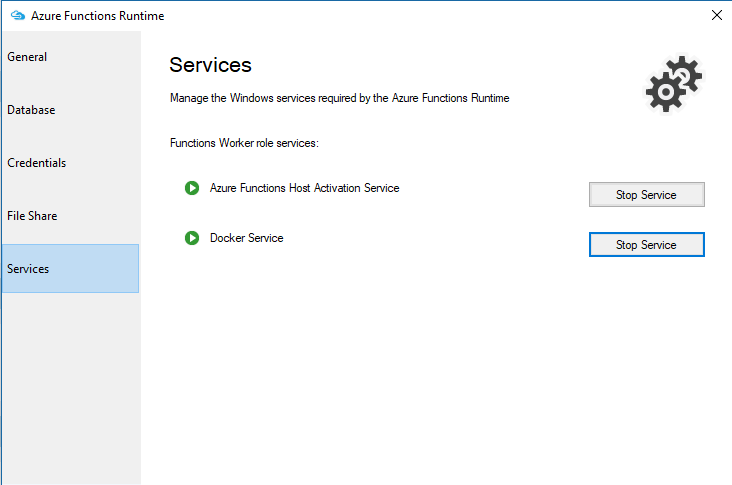 Azure Functions Runtime
General
Database
Credentials
File Share
Services
Services
Manage the Windows services required by the Azure Functions Runtime
Functions Worker role services:
Azure Functions Host Activation Service
Stop Service
Docker Service
Stop Service